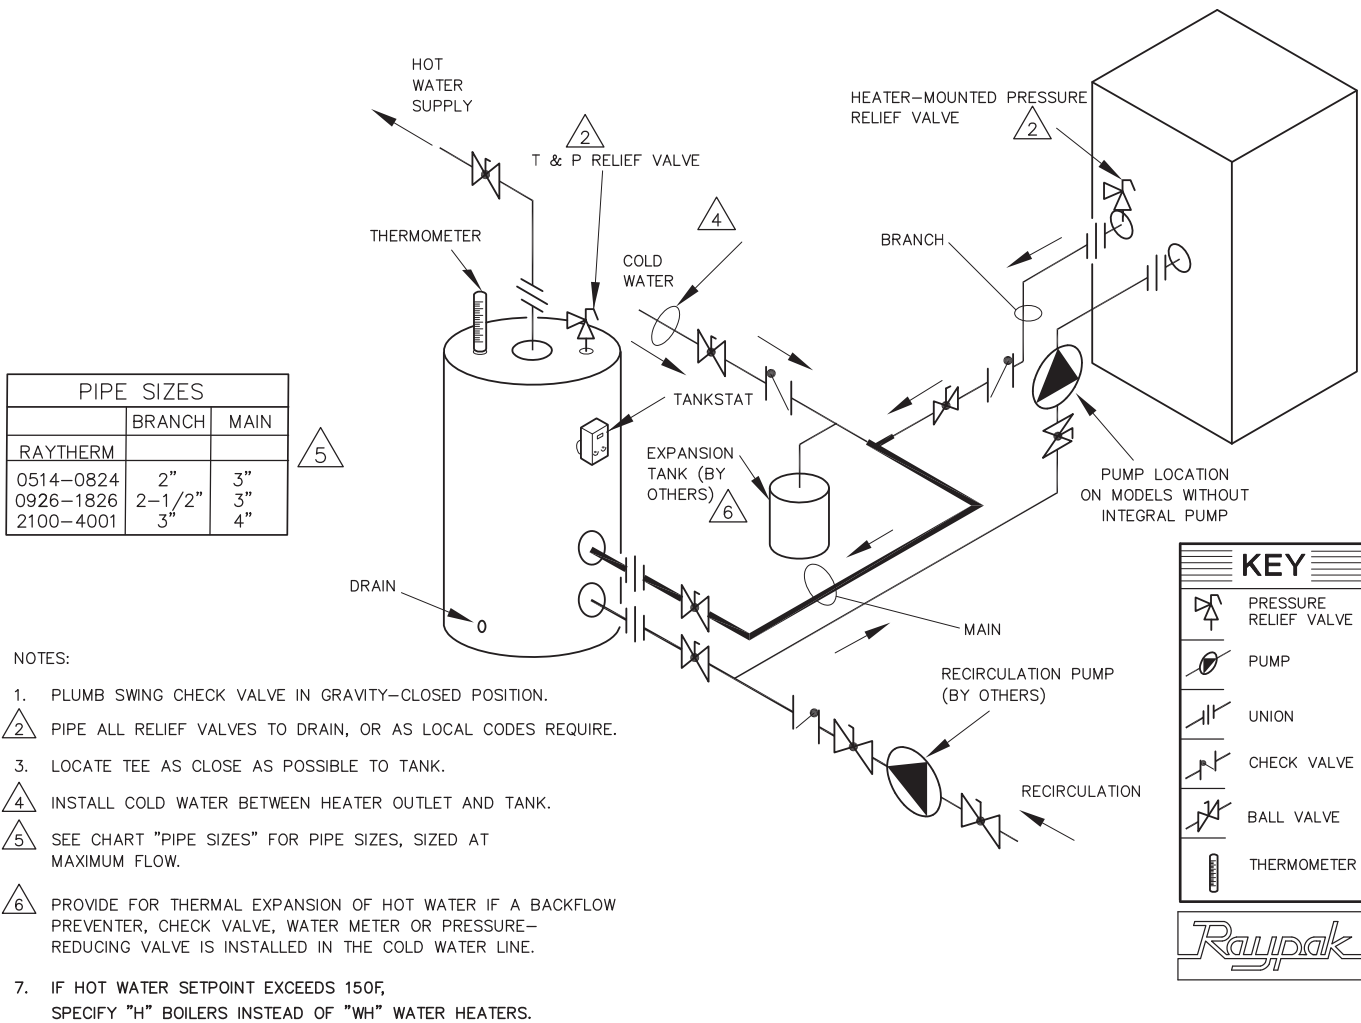 HOT
WATER
SUPPLY
2
T & P RELIEF VALVE
THERMOMETER
4
COLD
WATER
HEATER-MOUNTED PRESSURE
RELIEF VALVE
2
BRANCH
PIPE SIZES
BRANCH MAIN
RAYTHERM
0514-0824 2" 3"
0926-1826 2-1/2" 3"
2100-4001 3" 4"
5
TANKSTAT
EXPANSION
TANK (BY
OTHERS)
6
PUMP LOCATION
ON MODELS WITHOUT
INTEGRAL PUMP
DRAIN
MAIN
RECIRCULATION PUMP
(BY OTHERS)
RECIRCULATION
KEY
PRESSURE
RELIEF VALVE
PUMP
UNION
CHECK VALVE
BALL VALVE
THERMOMETER
Raypak
NOTES:
1. PLUMB SWING CHECK VALVE IN GRAVITY-CLOSED POSITION.
2 PIPE ALL RELIEF VALVES TO DRAIN, OR AS LOCAL CODES REQUIRE.
3. LOCATE TEE AS CLOSE AS POSSIBLE TO TANK.
4 INSTALL COLD WATER BETWEEN HEATER OUTLET AND TANK.
5 SEE CHART "PIPE SIZES" FOR PIPE SIZES, SIZED AT
MAXIMUM FLOW.
6 PROVIDE FOR THERMAL EXPANSION OF HOT WATER IF A BACKFLOW
PREVENTER, CHECK VALVE, WATER METER OR PRESSURE-
REDUCING VALVE IS INSTALLED IN THE COLD WATER LINE.
7. IF HOT WATER SETPOINT EXCEEDS 150F,
SPECIFY "H" BOILERS INSTEAD OF "WH" WATER HEATERS.